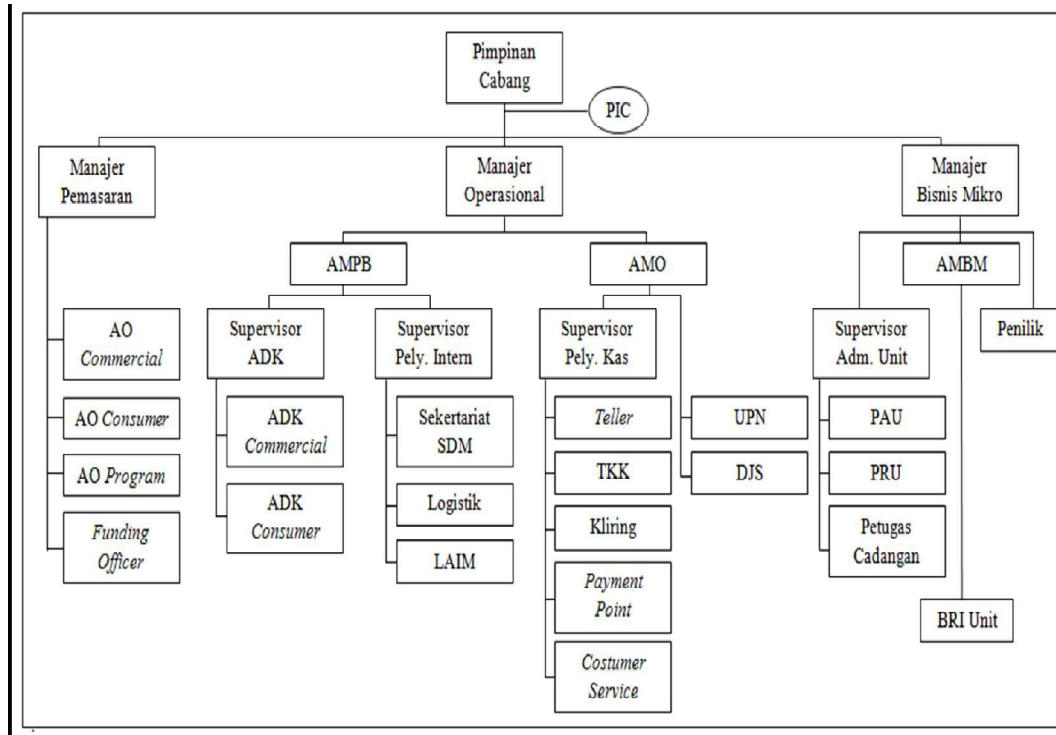 Pimpinan
Cabang
PIC
Manajer
Pemasaran
Manajer
Operasional
Manajer
Bisnis Mikro
AMPB
AMO
AMBM
AO
Commercial
Supervisor
ADK
Supervisor
Pely. Intern
Supervisor
Pely. Kas
Supervisor
Adm. Unit
Penilik
AO Consumer
AO Program
Funding
Officer
ADK
Commercial
ADK
Consumer
Sekertariat
SDM
Logistik
LAIM
Teller
TKK
Kliring
Payment
Point
Costumer
Service
UPN
DJS
PAU
PRU
Petugas
Cadangan
BRI Unit